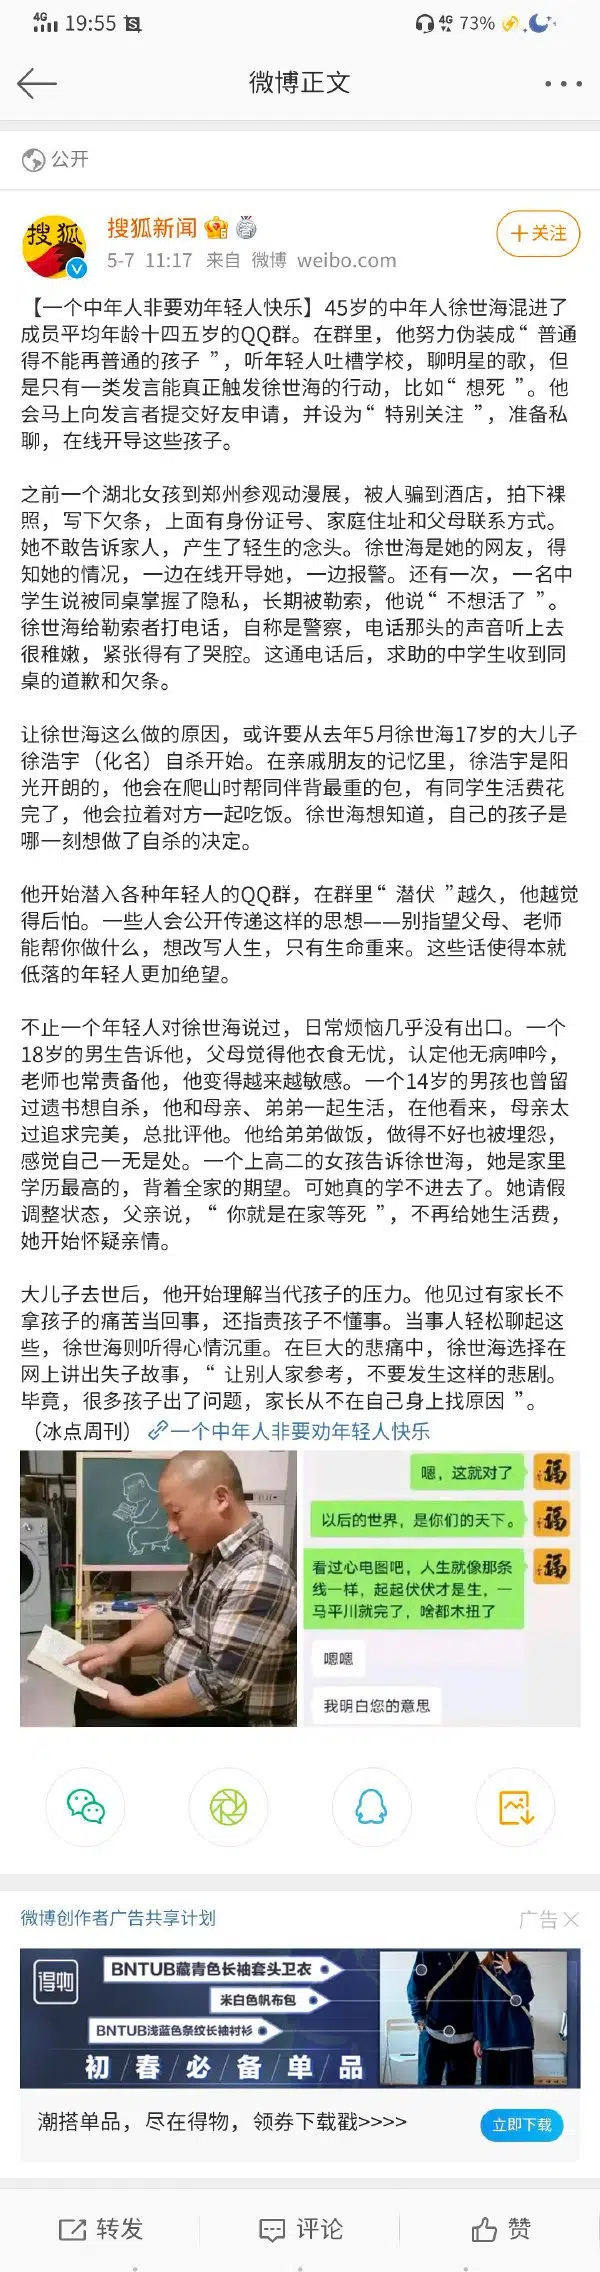 4G 19:55
4G 73%
微博正文
公开
搜狐
搜狐新闻
+关注
5-7 11:17 来自 微博 weibo.com
【一个中年人非要劝年轻人快乐】45岁的中年人徐世海混进了
成员平均年龄十四五岁的QQ群。在群里，他努力伪装成“普通
得不能再普通的孩子”，听年轻人吐槽学校，聊明星的歌，但
是只有一类发言能真正触发徐世海的行动，比如“想死”。他
会马上向发言者提交好友申请，并设为“特别关注”，准备私
聊，在线开导这些孩子。
之前一个湖北女孩到郑州参观动漫展，被人骗到酒店，拍下裸
照，写下欠条，上面有身份证号、家庭住址和父母联系方式。
她不敢告诉家人，产生了轻生的念头。徐世海是她的网友，得
知她的情况，一边在线开导她，一边报警。还有一次，一名中
学生说被同桌掌握了隐私，长期被勒索，他说“不想活了”。
徐世海给勒索者打电话，自称是警察，电话那头的声音听上去
很稚嫩，紧张得有了哭腔。这通电话后，求助的中学生收到同
桌的道歉和欠条。
让徐世海这么做的原因，或许要从去年5月徐世海17岁的大儿子
徐浩宇（化名）自杀开始。在亲戚朋友的记忆里，徐浩宇是阳
光开朗的，他会在爬山时帮同伴背最重的包，有同学生活费花
完了，他会拉着对方一起吃饭。徐世海想知道，自己的孩子是
哪一刻想做了自杀的决定。
他开始潜入各种年轻人的QQ群，在群里“潜伏”越久，他越觉
得后怕。一些人会公开传递这样的思想——别指望父母、老师
能帮你做什么，想改写人生，只有生命重来。这些话使得本就
低落的年轻人更加绝望。
不止一个年轻人对徐世海说过，日常烦恼几乎没有出口。一个
18岁的男生告诉他，父母觉得他衣食无忧，认定他无病呻吟，
老师也常责备他，他变得越来越敏感。一个14岁的男孩也曾留
过遗书想自杀，他和母亲、弟弟一起生活，在他看来，母亲太
过追求完美，总批评他。他给弟弟做饭，做得不好也被埋怨，
感觉自己一无是处。一个上高二的女孩告诉徐世海，她是家里
学历最高的，背着全家的期望。可她真的学不进去了。她请假
调整状态，父亲说，“你就是在家等死”，不再给她生活费，
她开始怀疑亲情。
大儿子去世后，他开始理解当代孩子的压力。他见过有家长不
拿孩子的痛苦当回事，还指责孩子不懂事。当事人轻松聊起这
些，徐世海则听得心情沉重。在巨大的悲痛中，徐世海选择在
网上讲出失子故事，“让别人家参考，不要发生这样的悲剧。
毕竟，很多孩子出了问题，家长从不在自己身上找原因”。
（冰点周刊）一个中年人非要劝年轻人快乐
嗯，这就对了
福
以后的世界，是你们的天下。
福
看过心电图吧，人生就像那条
线一样，起起伏伏才是生，一
马平川就完了，啥都木扭了
福
嗯嗯
我明白您的意思
微博创作者广告共享计划
广告
得物
BNTUB藏青色长袖套头卫衣
米白色帆布包
BNTUB浅蓝色条纹长袖衬衫
初/春/必/备/单/品
潮搭单品，尽在得物，领券下载戳>>>>
立即下载
转发
评论
赞